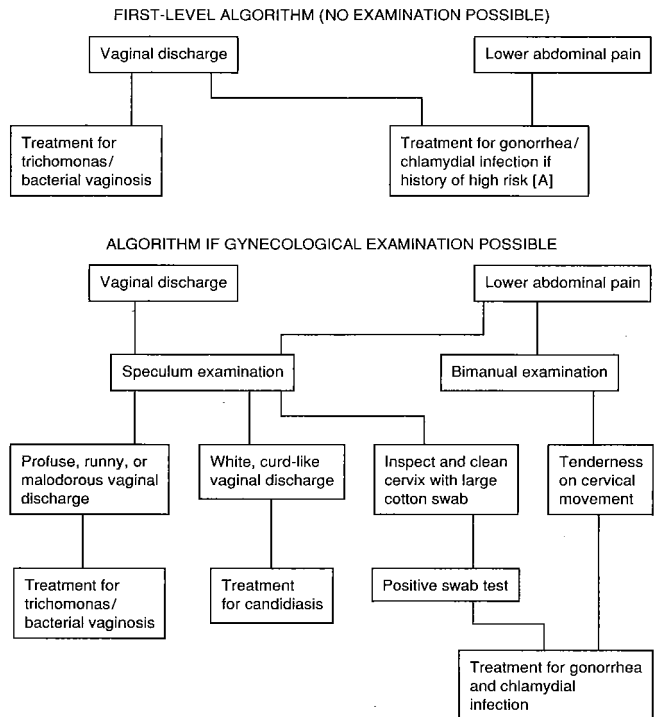 FIRST-LEVEL ALGORITHM (NO EXAMINATION POSSIBLE)
Vaginal discharge
Lower abdominal pain
Treatment for
trichomonas/
bacterial vaginosis
Treatment for gonorrhea/
chlamydial infection if
history of high risk [A]
ALGORITHM IF GYNECOLOGICAL EXAMINATION POSSIBLE
Vaginal discharge
Lower abdominal pain
Speculum examination
Bimanual examination
Profuse, runny, or
malodorous vaginal
discharge
White, curd-like
vaginal discharge
Inspect and clean
cervix with large
cotton swab
Tenderness
on cervical
movement
Treatment for
trichomonas/
bacterial vaginosis
Treatment
for candidiasis
Positive swab test
Treatment for gonorrhea
and chlamydial
infection